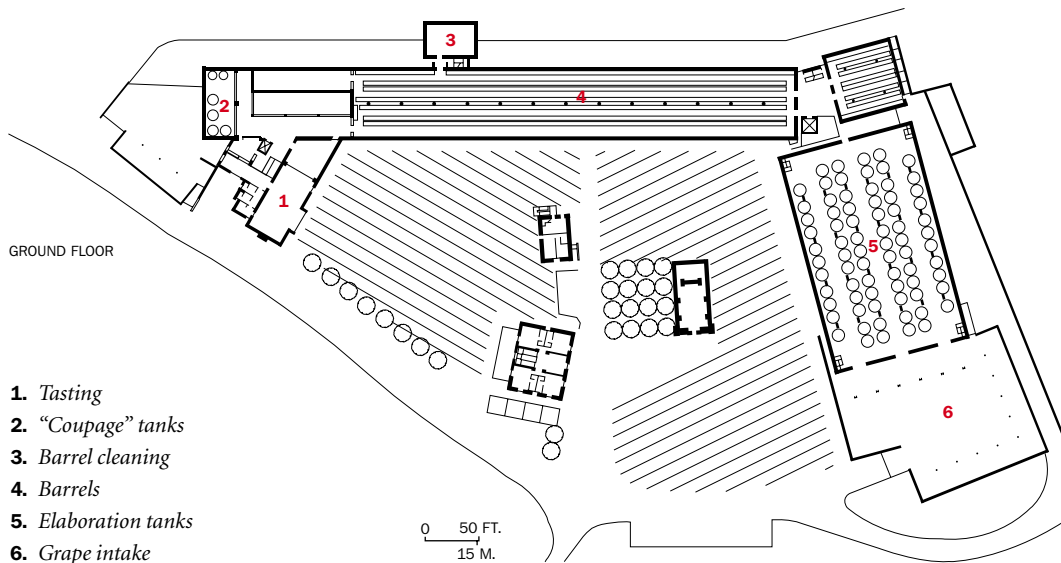 3
4
2
1
GROUND FLOOR
5
6
1. Tasting
2. “Coupage” tanks
3. Barrel cleaning
4. Barrels
5. Elaboration tanks
6. Grape intake
0 50 FT.
15 M.